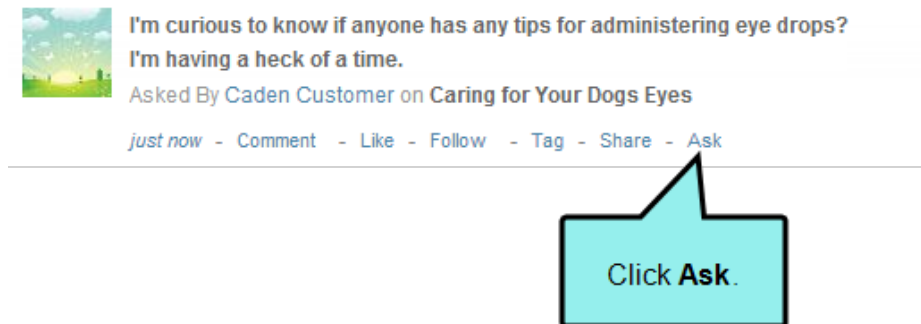 I'm curious to know if anyone has any tips for administering eye drops?
I'm having a heck of a time.
Asked By Caden Customer on Caring for Your Dogs Eyes
just now - Comment - Like - Follow - Tag - Share - Ask
Click Ask.